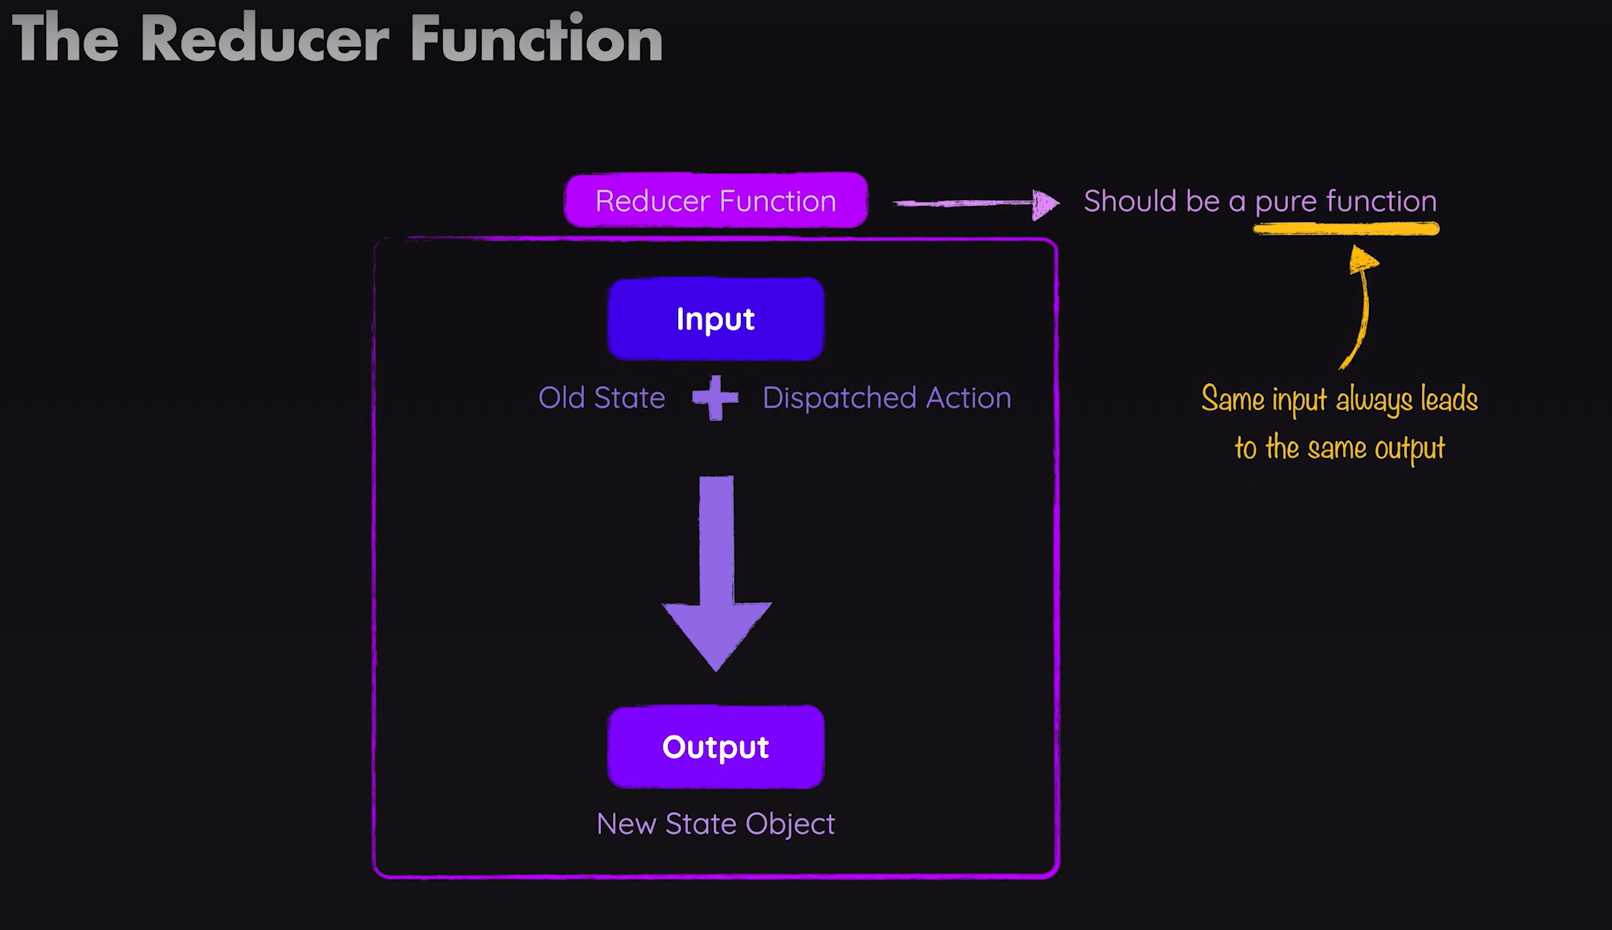 The Reducer Function
Reducer Function
Should be a pure function
Input
Old State
Dispatched Action
Same input always leads
to the same output
Output
New State Object